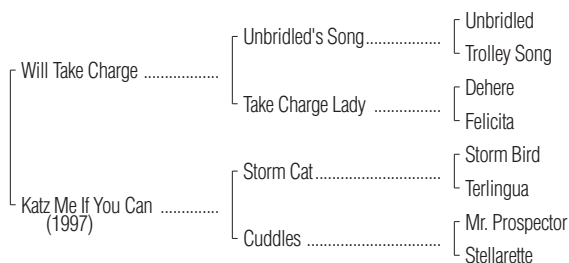 Unbridled
Unbridled's Song.................
Trolley Song
Will Take Charge .................
Dehere
Take Charge Lady ...............
Felicita
Storm Bird
Storm Cat............................
Terlingua
Katz Me If You Can .............
(1997)
Mr. Prospector
Cuddles ..............................
Stellarette